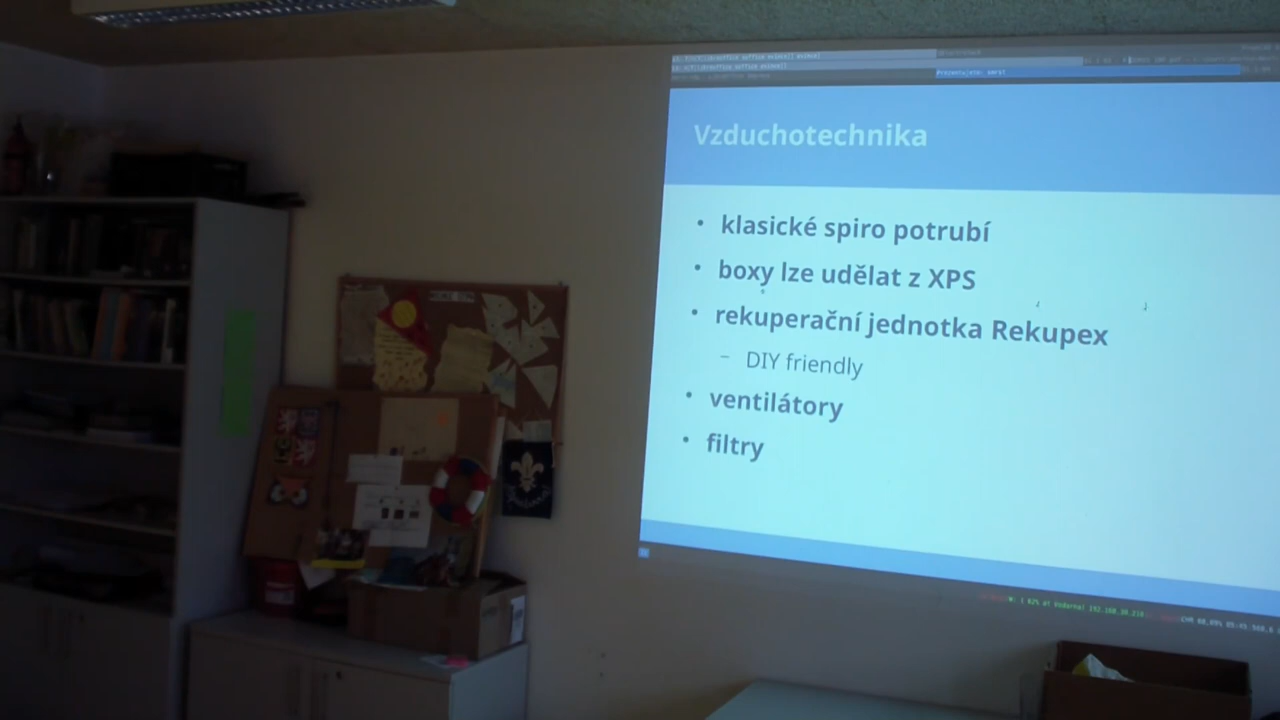 Vzduchotechnika
klasické spiro potrubí
boxy lze udělat z XPS
rekuperační jednotka Rekupex
– DIY friendly
ventilátory
filtry